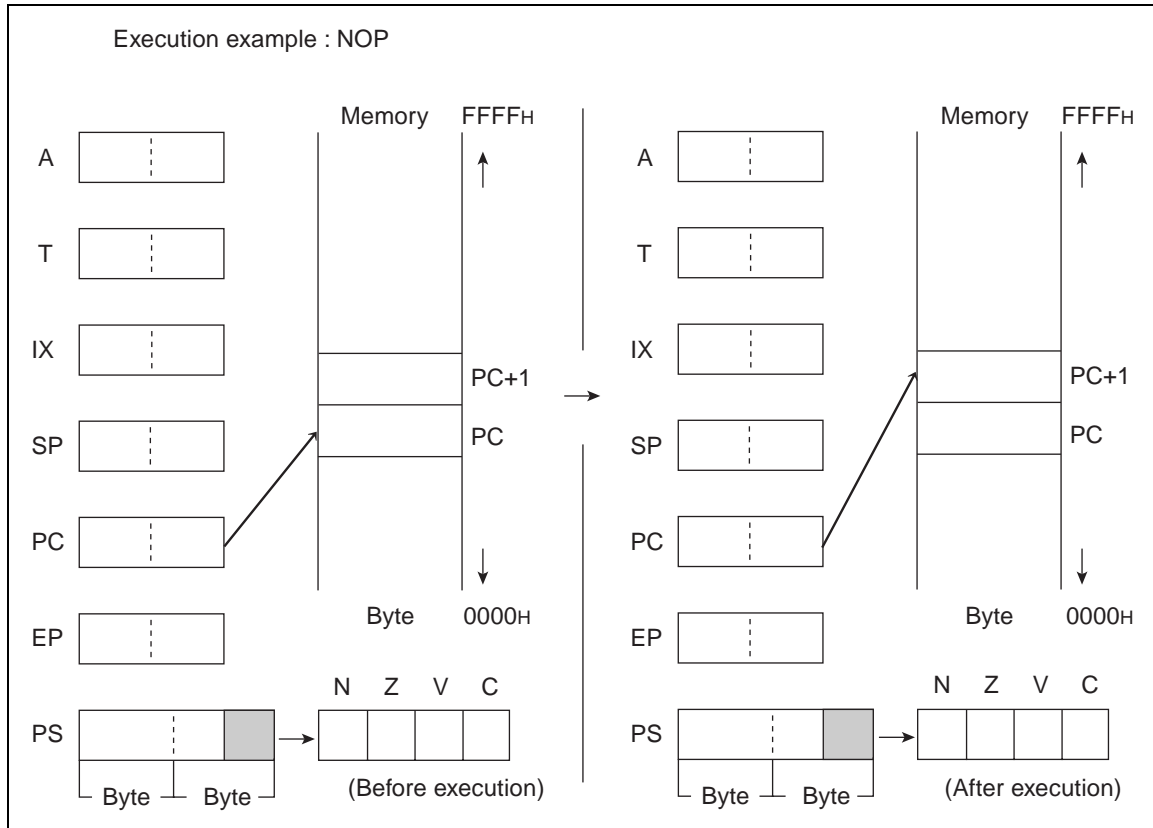 Execution example : NOP
Memory FFFFH
A
T
IX
PC+1
SP
PC
PC
Byte 0000H
EP
N Z V C
PS
Byte Byte
(Before execution)
Memory FFFFH
A
T
IX
PC+1
SP
PC
PC
Byte 0000H
EP
N Z V C
PS
Byte Byte
(After execution)